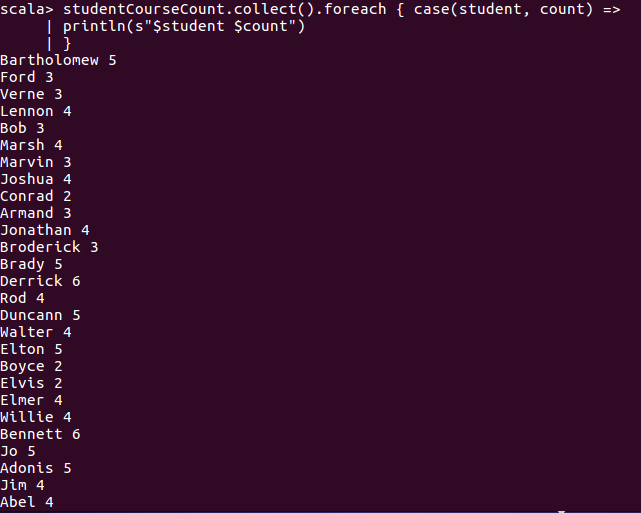 scala> studentCourseCount.collect().foreach { case(student, count) =>
     | println(s"$student $count")
     | }
Bartholomew 5
Ford 3
Verne 3
Lennon 4
Bob 3
Marsh 4
Marvin 3
Joshua 4
Conrad 2
Armand 3
Jonathan 4
Broderick 3
Brady 5
Derrick 6
Rod 4
Duncann 5
Walter 4
Elton 5
Boyce 2
Elvis 2
Elmer 4
Willie 4
Bennett 6
Jo 5
Adonis 5
Jim 4
Abel 4